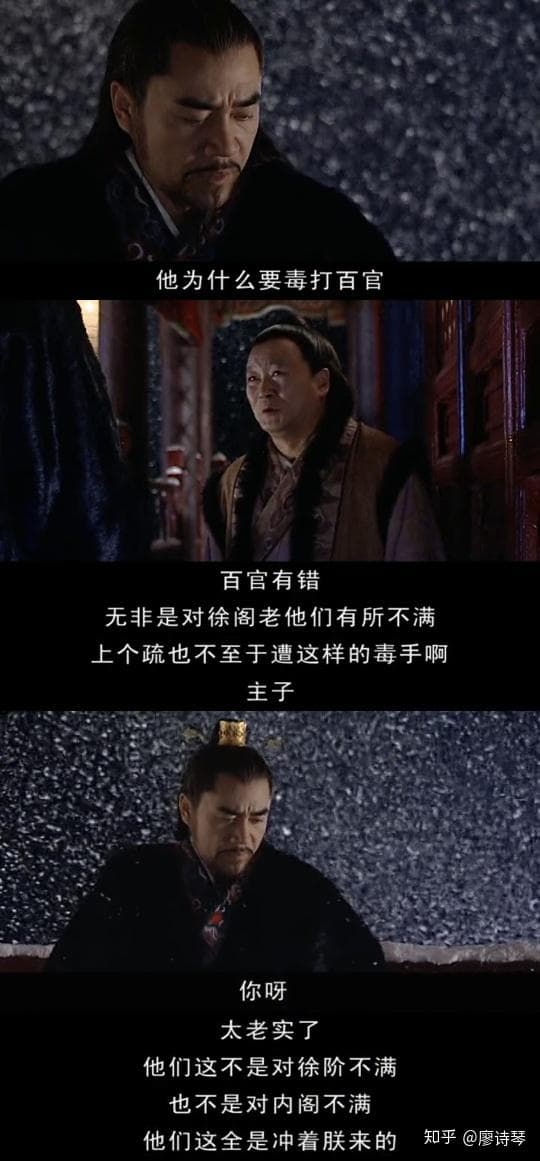 他为什么要毒打百官
百官有错
无非是对徐阁老他们有所不满
上个疏也不至于遭这样的毒手啊
主子
你呀
太老实了
他们这不是对徐阶不满
也不是对内阁不满
他们这全是冲着朕来的
知乎 @廖诗琴